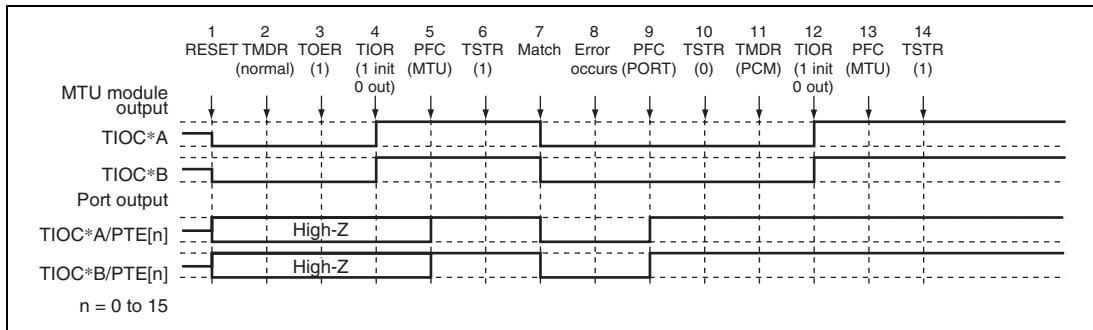 1 2 3 4 5 6 7 8 9 10 11 12 13 14
RESET TMDR TOER TIOR PFC TSTR Match Error PFC TSTR TMDR TIOR PFC TSTR
(normal) (1) (1 init (MTU) (1) occurs (PORT) (0) (PCM) (1 init (MTU) (1)
0 out) 0 out)
MTU module
output
TIOC*A
TIOC*B
Port output
TIOC*A/PTE[n] High-Z
TIOC*B/PTE[n] High-Z
n = 0 to 15